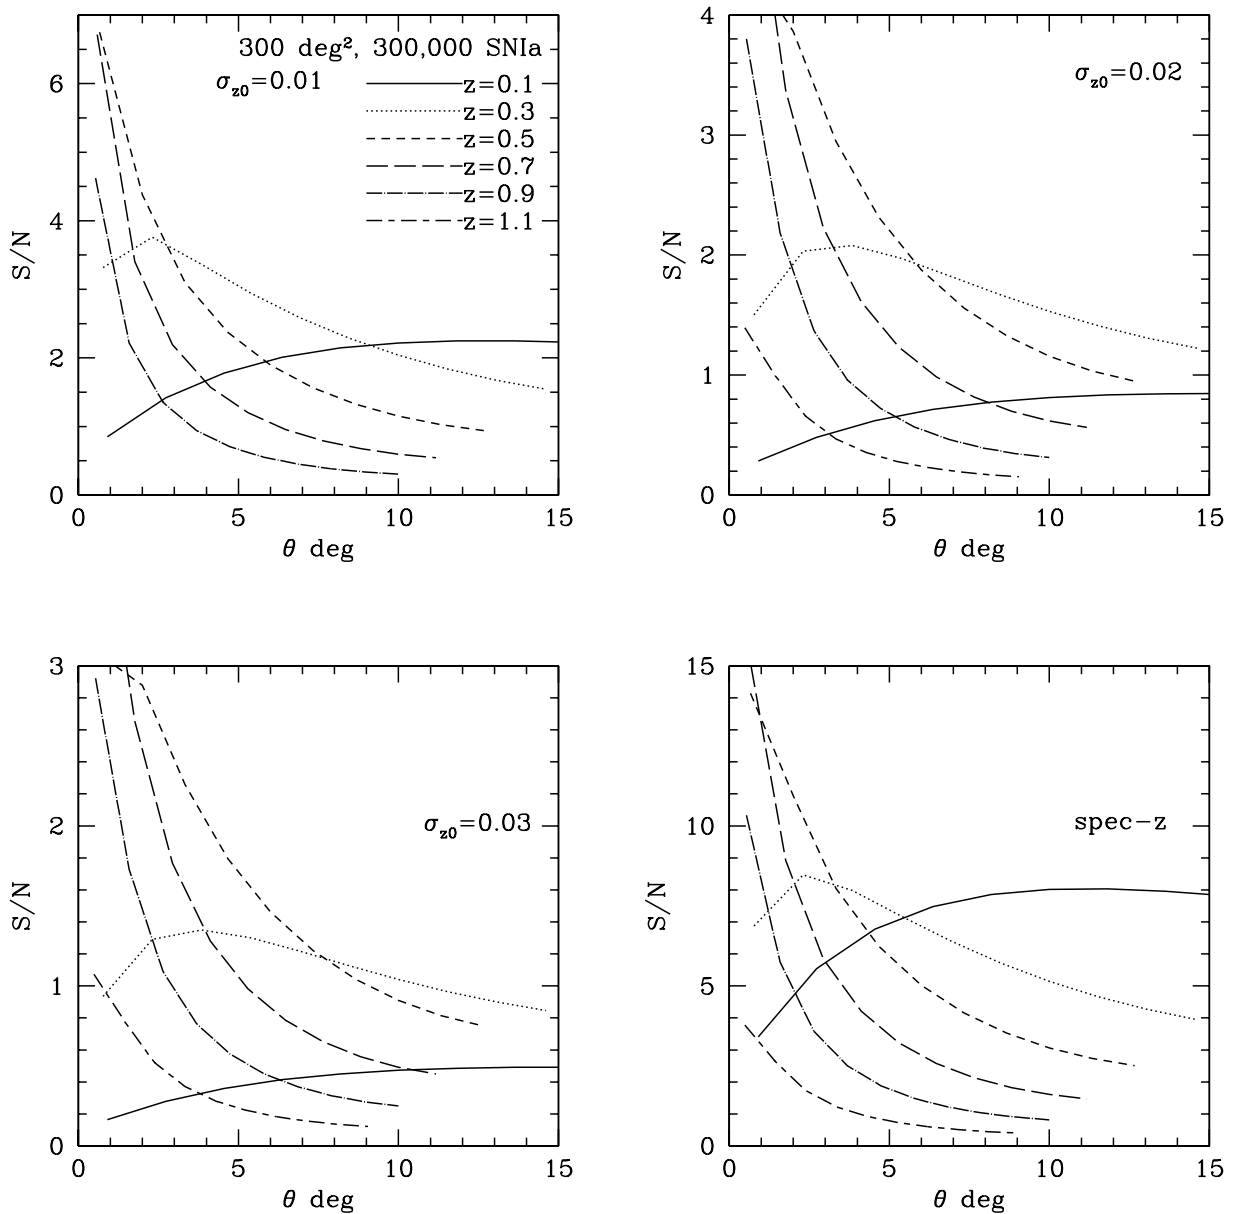 300 deg², 300,000 SNIa
σz0=0.01
z=0.1
z=0.3
z=0.5
z=0.7
z=0.9
z=1.1
S/N
0
2
4
6
0 5 10 15
θ deg
σz0=0.02
S/N
0
1
2
3
4
0 5 10 15
θ deg
σz0=0.03
S/N
0
1
2
3
0 5 10 15
θ deg
spec-z
S/N
0
5
10
15
0 5 10 15
θ deg